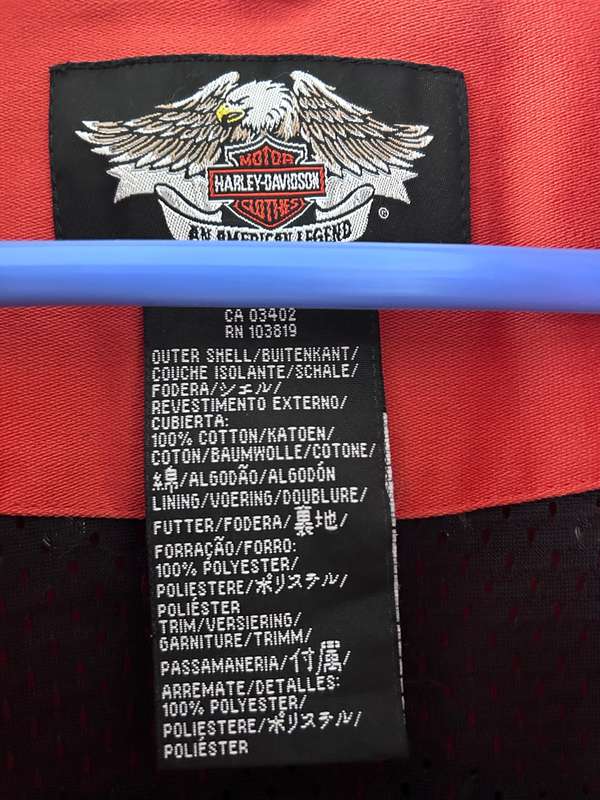 MOTOR
HARLEY-DAVIDSON
CLOTHES
®
AN AMERICAN LEGEND
CA 03402
RN 103819
OUTER SHELL/BUITENKANT/
COUCHE ISOLANTE/SCHALE/
FODERA/シェル/
REVESTIMENTO EXTERNO/
CUBIERTA:
100% COTTON/KATOEN/
COTON/BAUMWOLLE/COTONE/
綿/ALGODÃO/ALGODÓN
LINING/VOERING/DOUBLURE/
FUTTER/FODERA/裏地/
FORRAÇÃO/FORRO:
100% POLYESTER/
POLIESTERE/ポリステル/
POLIÉSTER
TRIM/VERSIERING/
GARNITURE/TRIMM/
PASSAMANERIA/付属/
ARREMATE/DETALLES:
100% POLYESTER/
POLIESTERE/ポリステル/
POLIÉSTER